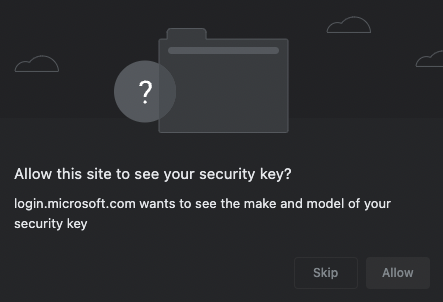 ?
Allow this site to see your security key?
login.microsoft.com wants to see the make and model of your
security key
Skip
Allow